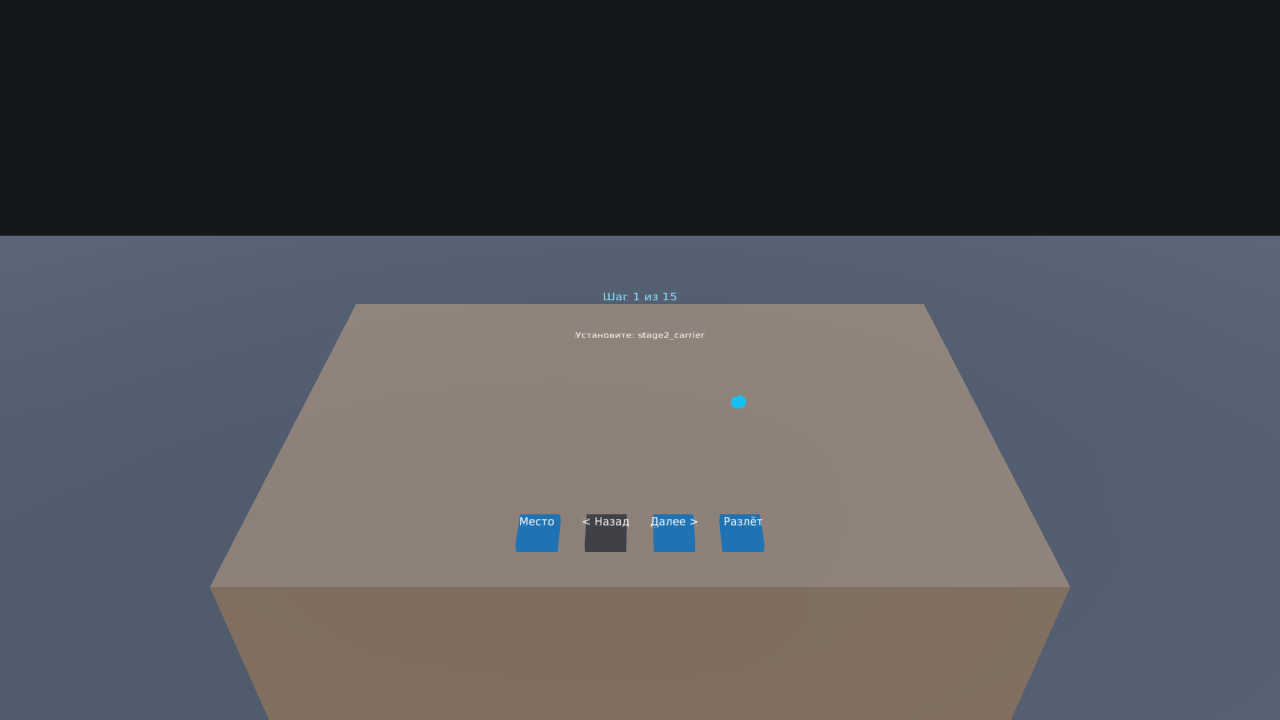 Шаг 1 из 15
Установите: stage2_carrier
Место
< Назад
Далее >
Разлёт